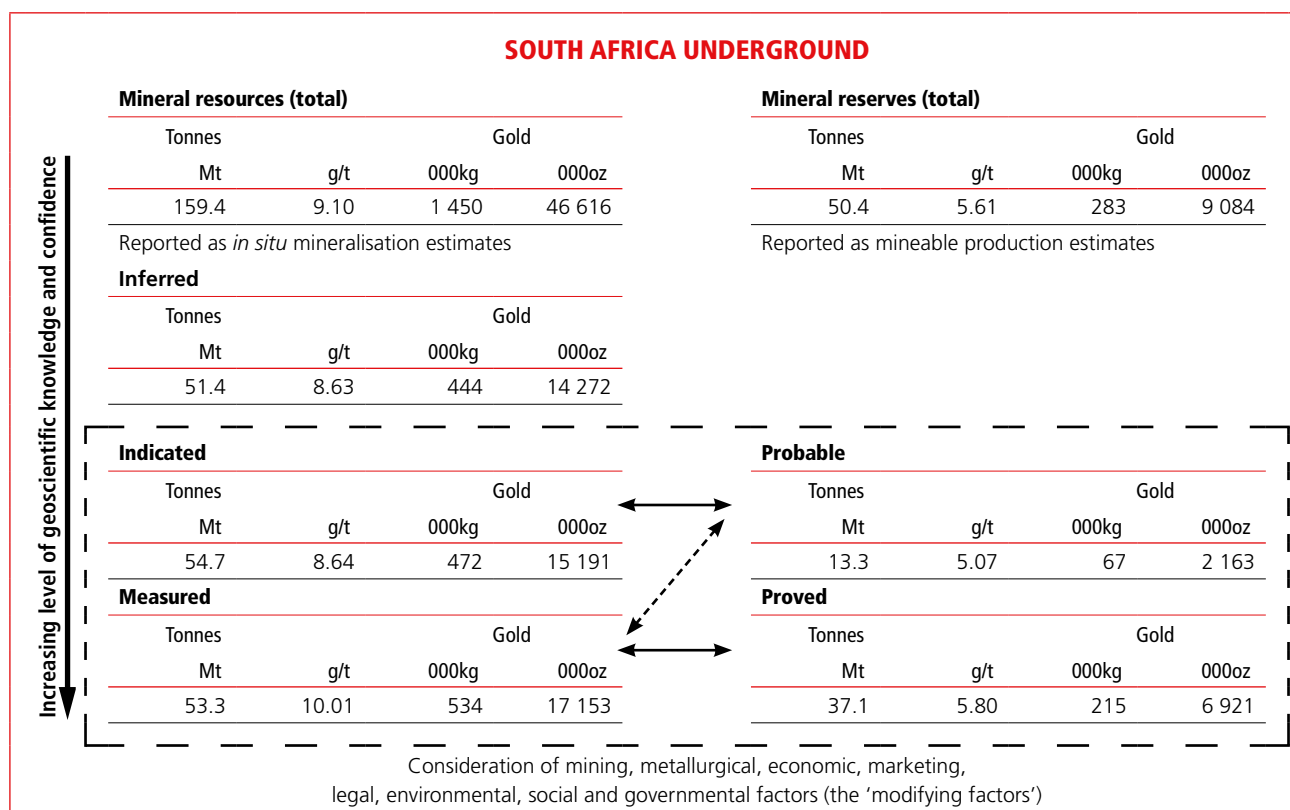 SOUTH AFRICA UNDERGROUND
Increasing level of geoscientific knowledge and confidence
Mineral resources (total)
Tonnes Gold
Mt g/t 000kg 000oz
159.4 9.10 1 450 46 616
Reported as in situ mineralisation estimates
Mineral reserves (total)
Tonnes Gold
Mt g/t 000kg 000oz
50.4 5.61 283 9 084
Reported as mineable production estimates
Inferred
Tonnes Gold
Mt g/t 000kg 000oz
51.4 8.63 444 14 272
Indicated
Tonnes Gold
Mt g/t 000kg 000oz
54.7 8.64 472 15 191
Probable
Tonnes Gold
Mt g/t 000kg 000oz
13.3 5.07 67 2 163
Measured
Tonnes Gold
Mt g/t 000kg 000oz
53.3 10.01 534 17 153
Proved
Tonnes Gold
Mt g/t 000kg 000oz
37.1 5.80 215 6 921
Consideration of mining, metallurgical, economic, marketing,
legal, environmental, social and governmental factors (the ‘modifying factors’)